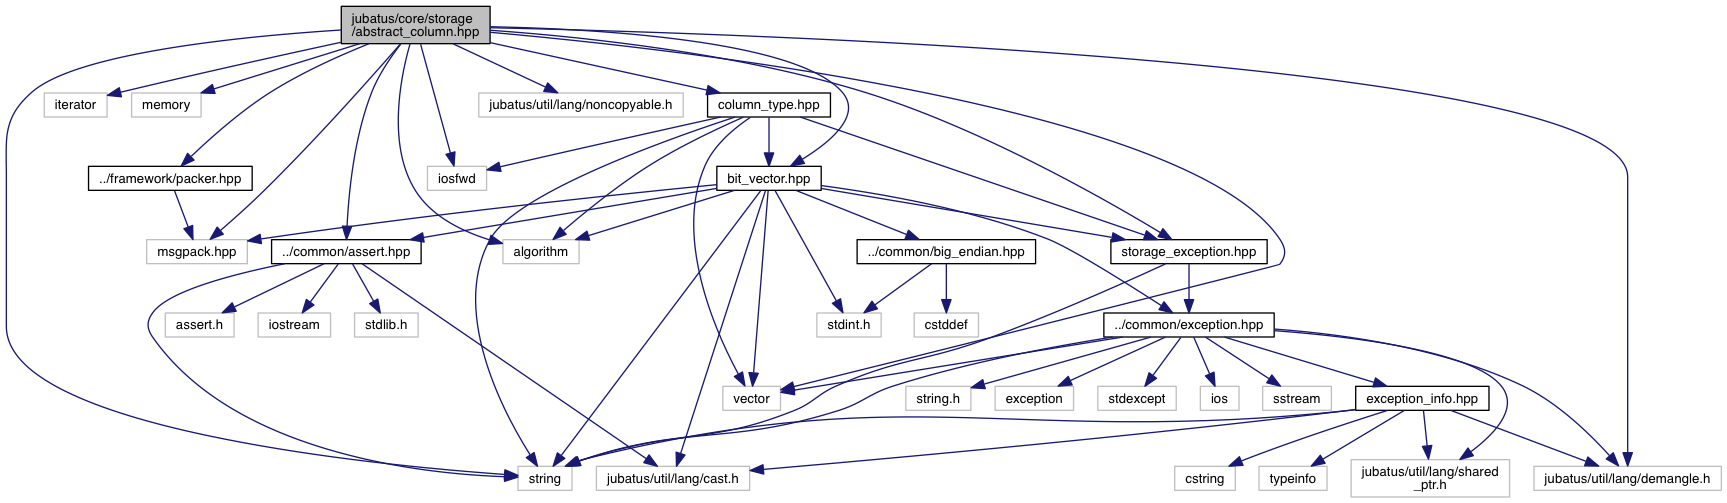 jubatus/core/storage
/abstract_column.hpp
iterator
memory
jubatus/util/lang/noncopyable.h
column_type.hpp
../framework/packer.hpp
iosfwd
bit_vector.hpp
msgpack.hpp
../common/assert.hpp
algorithm
../common/big_endian.hpp
storage_exception.hpp
assert.h
iostream
stdlib.h
stdint.h
cstddef
../common/exception.hpp
vector
string.h
exception
stdexcept
ios
sstream
exception_info.hpp
string
jubatus/util/lang/cast.h
cstring
typeinfo
jubatus/util/lang/shared
_ptr.h
jubatus/util/lang/demangle.h